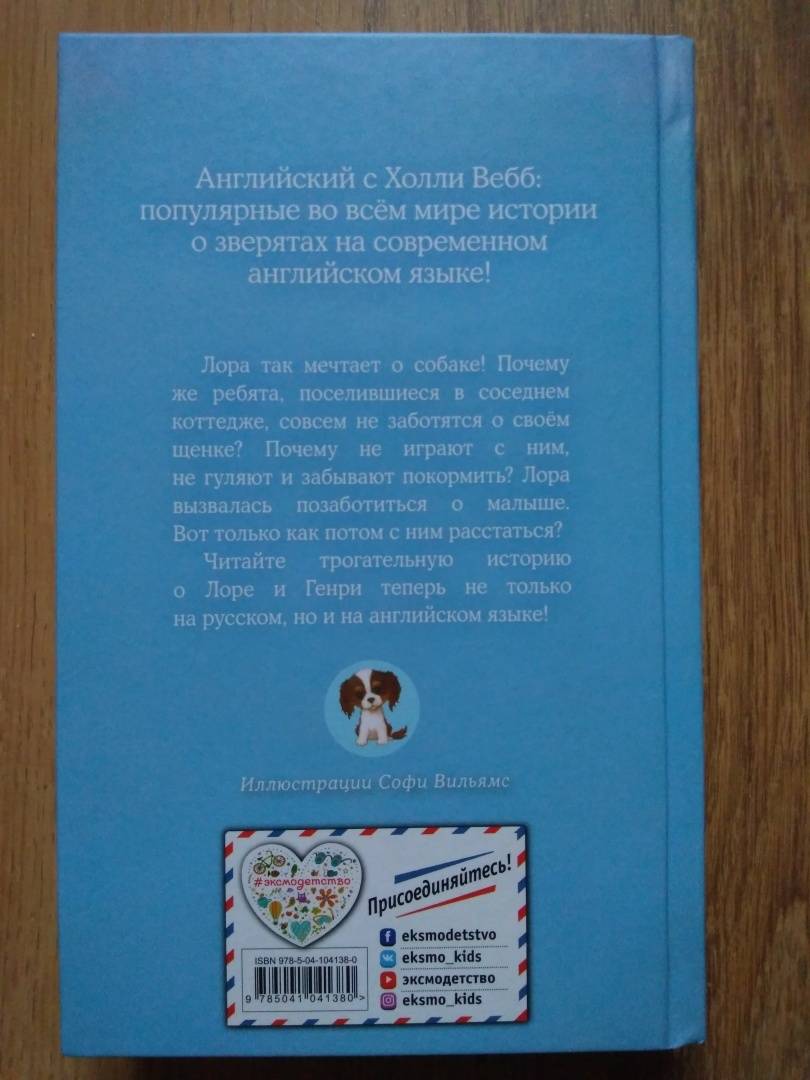 Английский с Холли Вебб:
популярные во всём мире истории
о зверятах на современном
английском языке!
Лора так мечтает о собаке! Почему
же ребята, поселившиеся в соседнем
коттедже, совсем не заботятся о своём
щенке? Почему не играют с ним,
не гуляют и забывают покормить? Лора
вызвалась позаботиться о малыше.
Вот только как потом с ним расстаться?
Читайте трогательную историю
о Лоре и Генри теперь не только
на русском, но и на английском языке!
Иллюстрации Софи Вильямс
#эксмодетство
Присоединяйтесь!
eksmodetstvo
eksmo_kids
эксмодетство
eksmo_kids
ISBN 978-5-04-104138-0
9 785041 041380 >